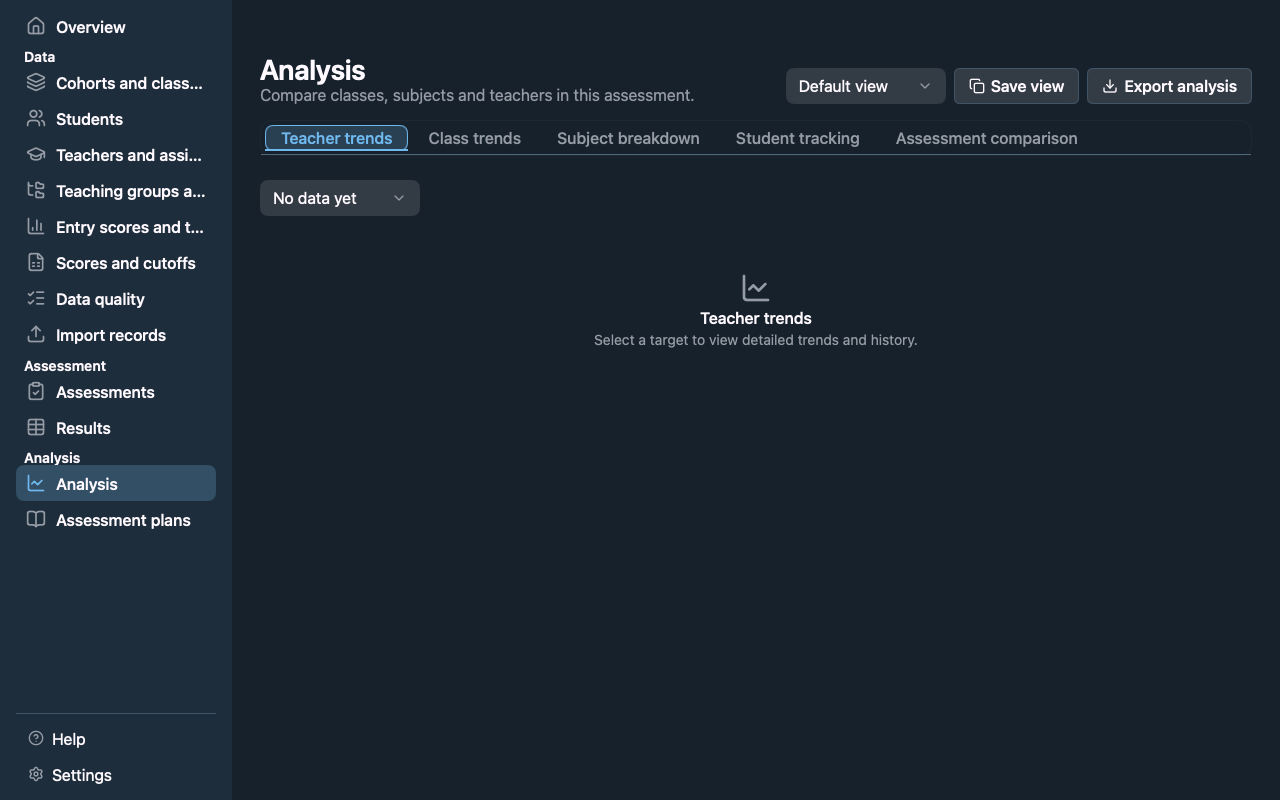 Overview
Data
Cohorts and class...
Students
Teachers and assi...
Teaching groups a...
Entry scores and t...
Scores and cutoffs
Data quality
Import records
Assessment
Assessments
Results
Analysis
Analysis
Assessment plans
Help
Settings
Analysis
Compare classes, subjects and teachers in this assessment.
Default view
Save view
Export analysis
Teacher trends
Class trends
Subject breakdown
Student tracking
Assessment comparison
No data yet
Teacher trends
Select a target to view detailed trends and history.